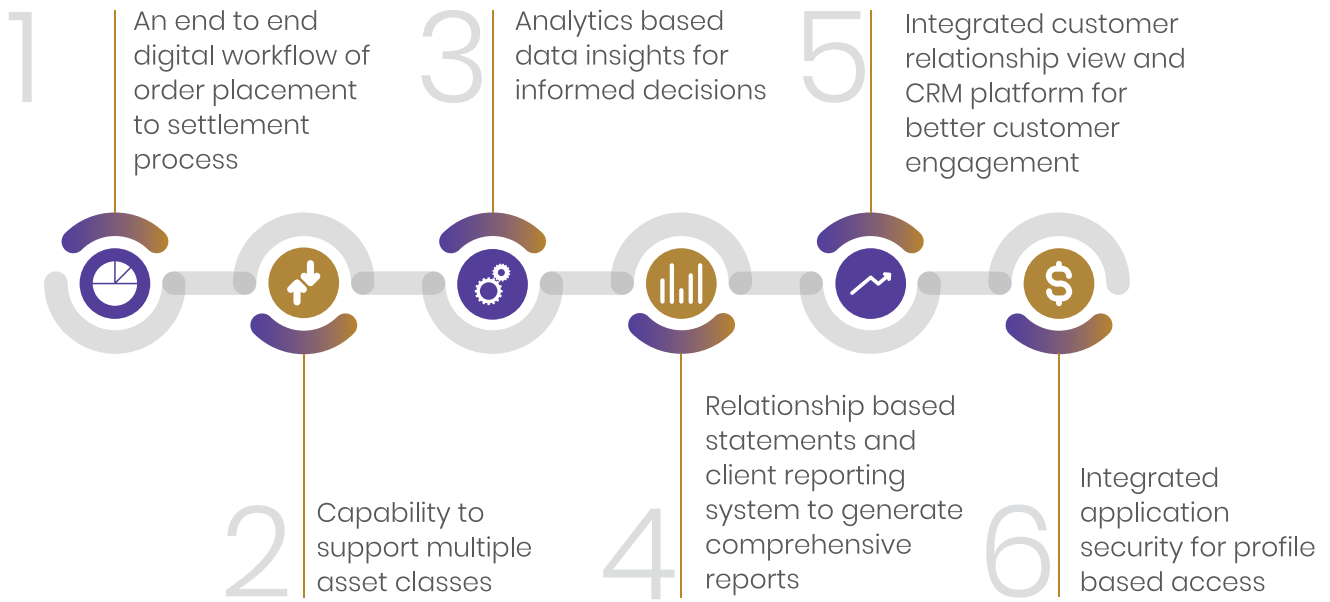 1
An end to end
digital workflow of
order placement
to settlement
process
2
Capability to
support multiple
asset classes
3
Analytics based
data insights for
informed decisions
4
Relationship based
statements and
client reporting
system to generate
comprehensive
reports
5
Integrated customer
relationship view and
CRM platform for
better customer
engagement
6
Integrated
application
security for profile
based access